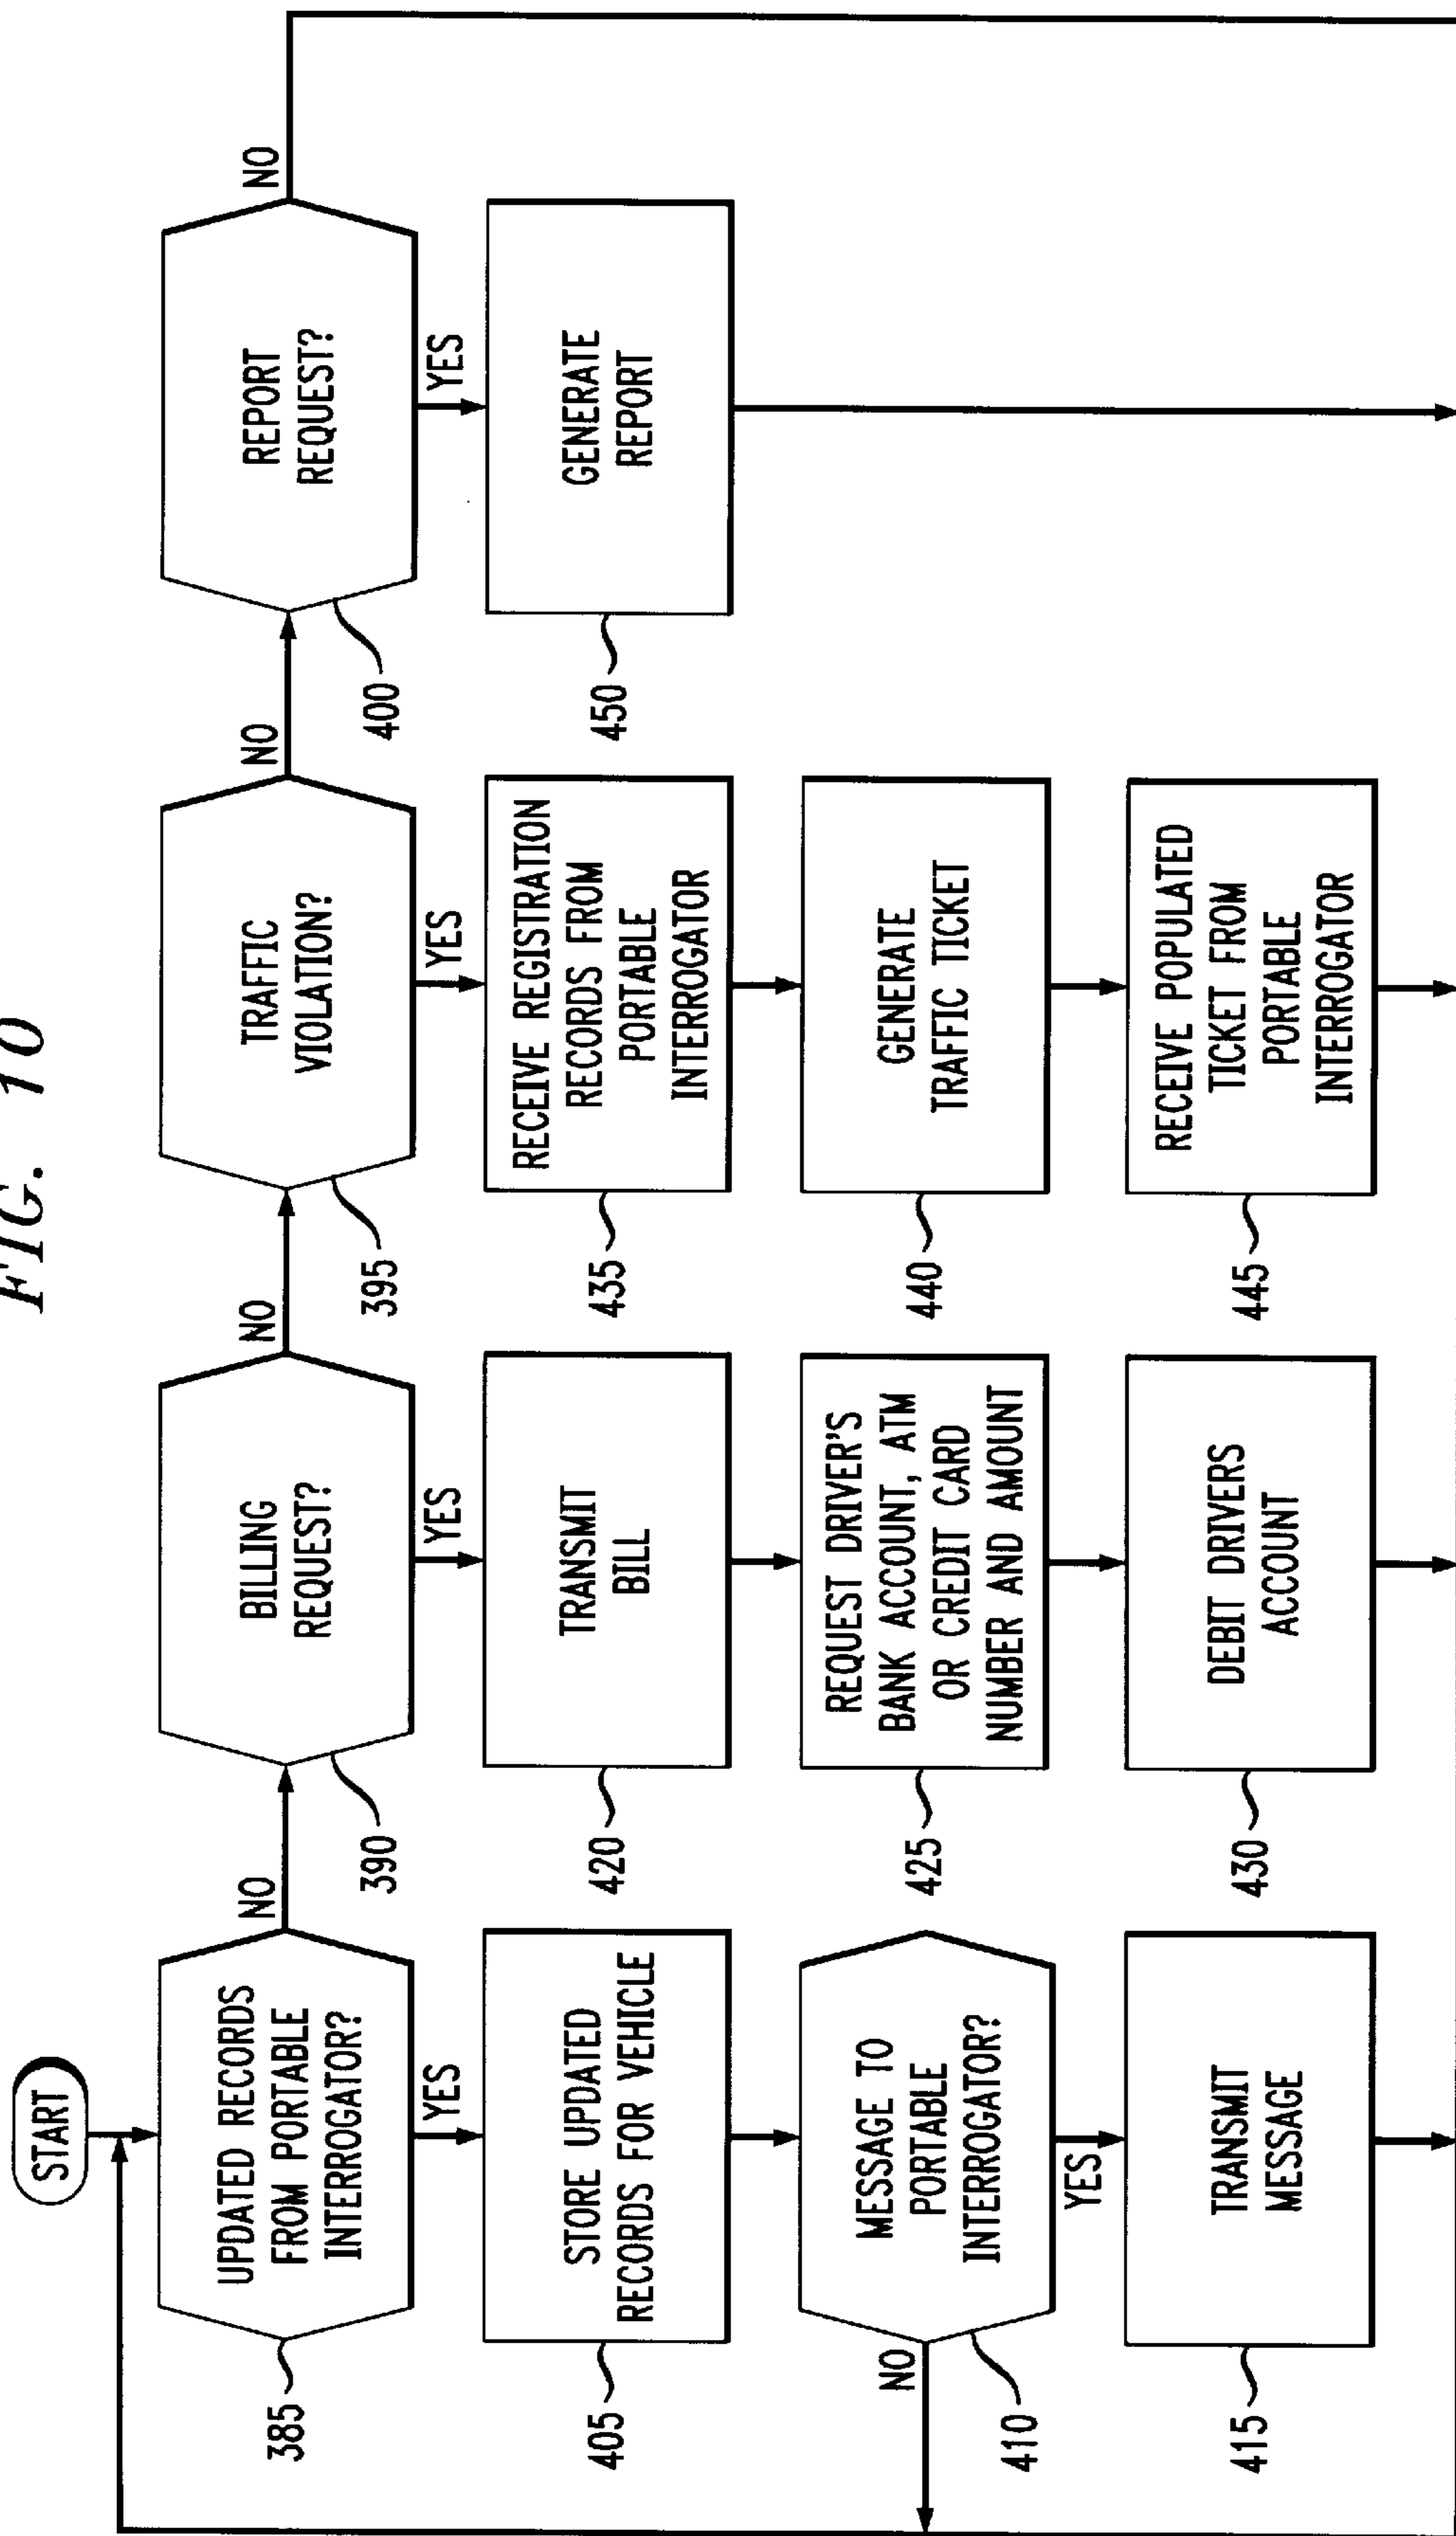 FIG. 10
START
UPDATED RECORDS
FROM PORTABLE
INTERROGATOR?
385
NO
YES
BILLING
REQUEST?
390
NO
YES
TRAFFIC
VIOLATION?
395
NO
YES
REPORT
REQUEST?
400
NO
YES
STORE UPDATED
RECORDS FOR VEHICLE
405
TRANSMIT
BILL
420
RECEIVE REGISTRATION
RECORDS FROM
PORTABLE
INTERROGATOR
435
GENERATE
REPORT
450
MESSAGE TO
PORTABLE
INTERROGATOR?
410
NO
YES
REQUEST DRIVER'S
BANK ACCOUNT, ATM
OR CREDIT CARD
NUMBER AND AMOUNT
425
GENERATE
TRAFFIC TICKET
440
TRANSMIT
MESSAGE
415
DEBIT DRIVERS
ACCOUNT
430
RECEIVE POPULATED
TICKET FROM
PORTABLE
INTERROGATOR
445